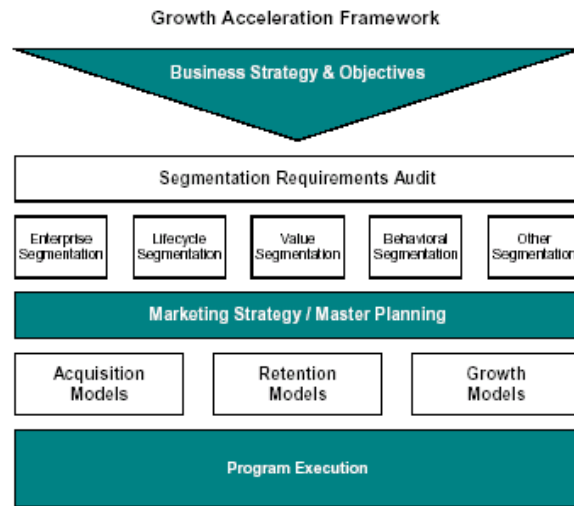 Growth Acceleration Framework
Business Strategy & Objectives
Segmentation Requirements Audit
Enterprise
Segmentation
Lifecycle
Segmentation
Value
Segmentation
Behavioral
Segmentation
Other
Segmentation
Marketing Strategy / Master Planning
Acquisition
Models
Retention
Models
Growth
Models
Program Execution